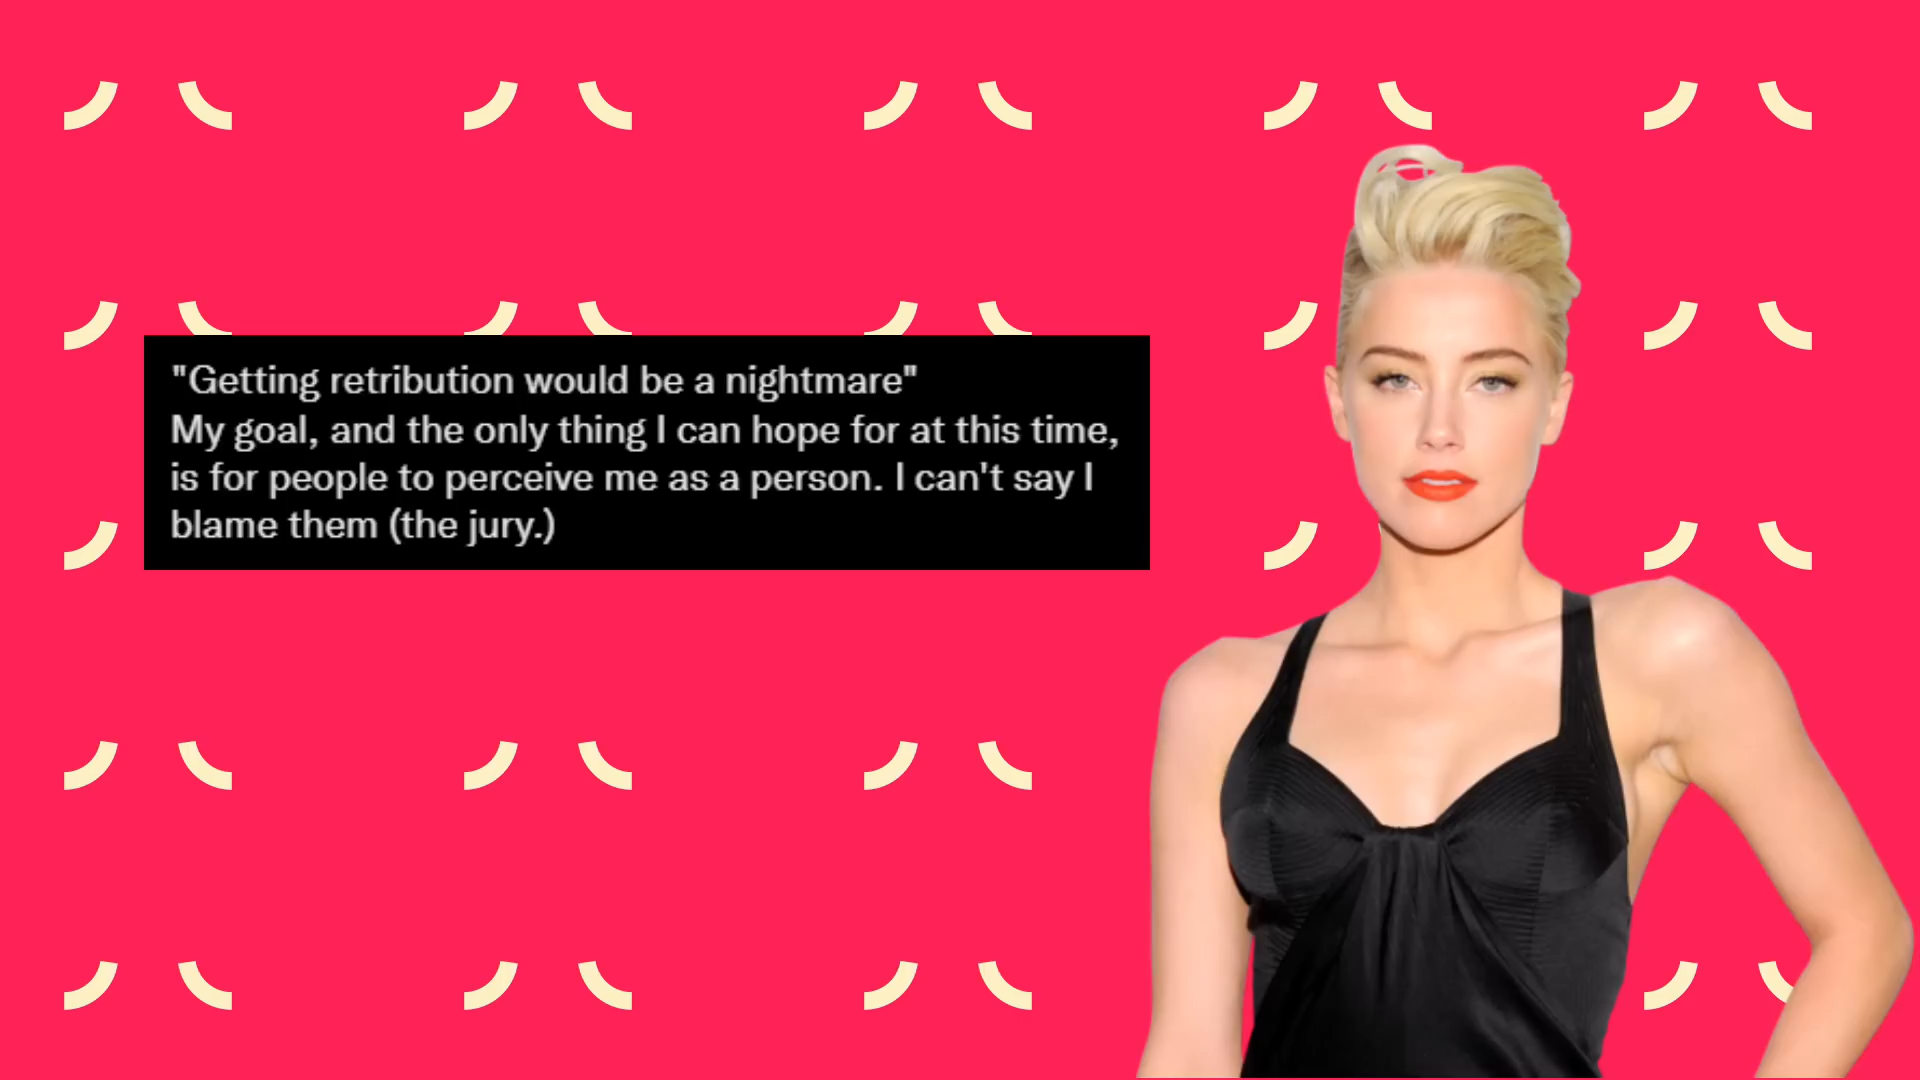 "Getting retribution would be a nightmare"
My goal, and the only thing I can hope for at this time,
is for people to perceive me as a person. I can't say I
blame them (the jury.)